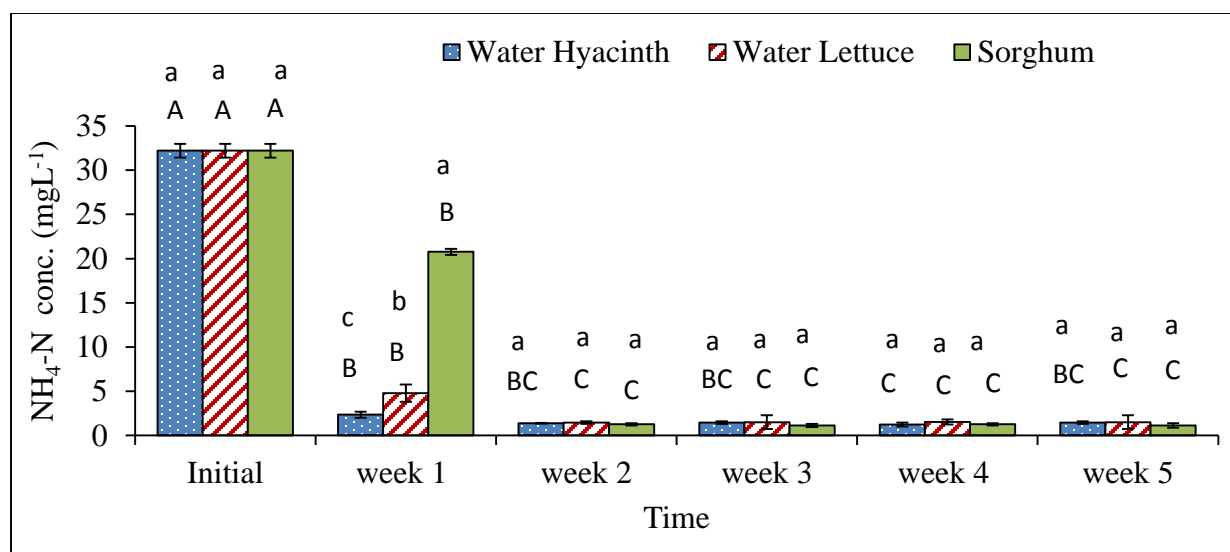 Water Hyacinth Water Lettuce Sorghum
a a a
A A A
35
30
25
20
15
10
5
0
NH₄-N conc. (mgL⁻¹)
a
B
c b
B B
a a a
BC C C
a a a
BC C C
a a a
C C C
a a a
BC C C
Initial week 1 week 2 week 3 week 4 week 5
Time